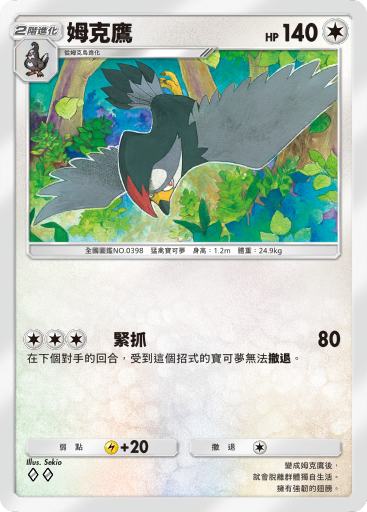 2階進化
姆克鷹
HP 140
從姆克鳥進化
全國圖鑑NO.0398 猛禽寶可夢 身高：1.2m 體重：24.9kg
緊抓 80
在下個對手的回合，受到這個招式的寶可夢無法撤退。
弱點 +20 撤退
Illus. Sekio
變成姆克鷹後，
就會脫離群體獨自生活。
擁有強韌的翅膀。